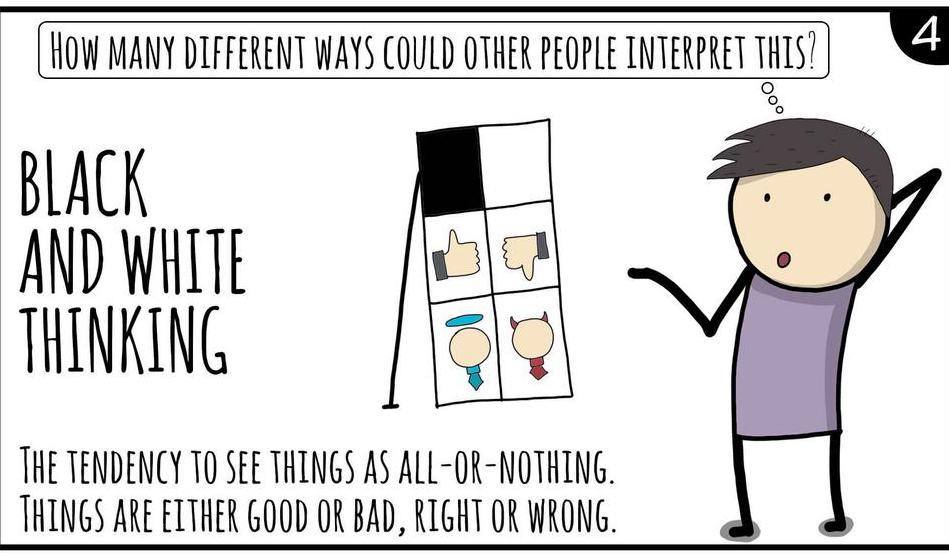 How many different ways could other people interpret this?
4
Black
and White
Thinking
The tendency to see things as all-or-nothing.
Things are either good or bad, right or wrong.